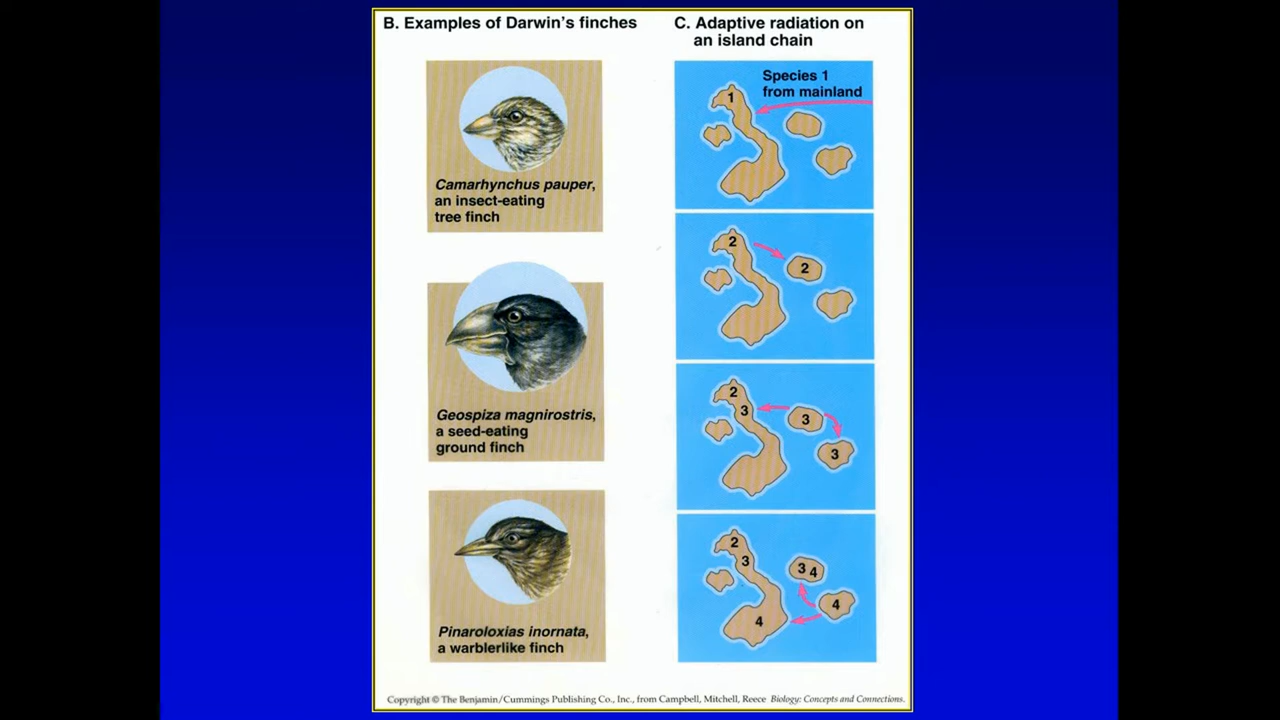 B. Examples of Darwin's finches
Camarhynchus pauper,
an insect-eating
tree finch
Geospiza magnirostris,
a seed-eating
ground finch
Pinaroloxias inornata,
a warblerlike finch
C. Adaptive radiation on
an island chain
Species 1
from mainland
1
2
2
2
3
3
3
2
3
3 4
4
4
Copyright © The Benjamin/Cummings Publishing Co., Inc., from Campbell, Mitchell, Reece Biology: Concepts and Connections.